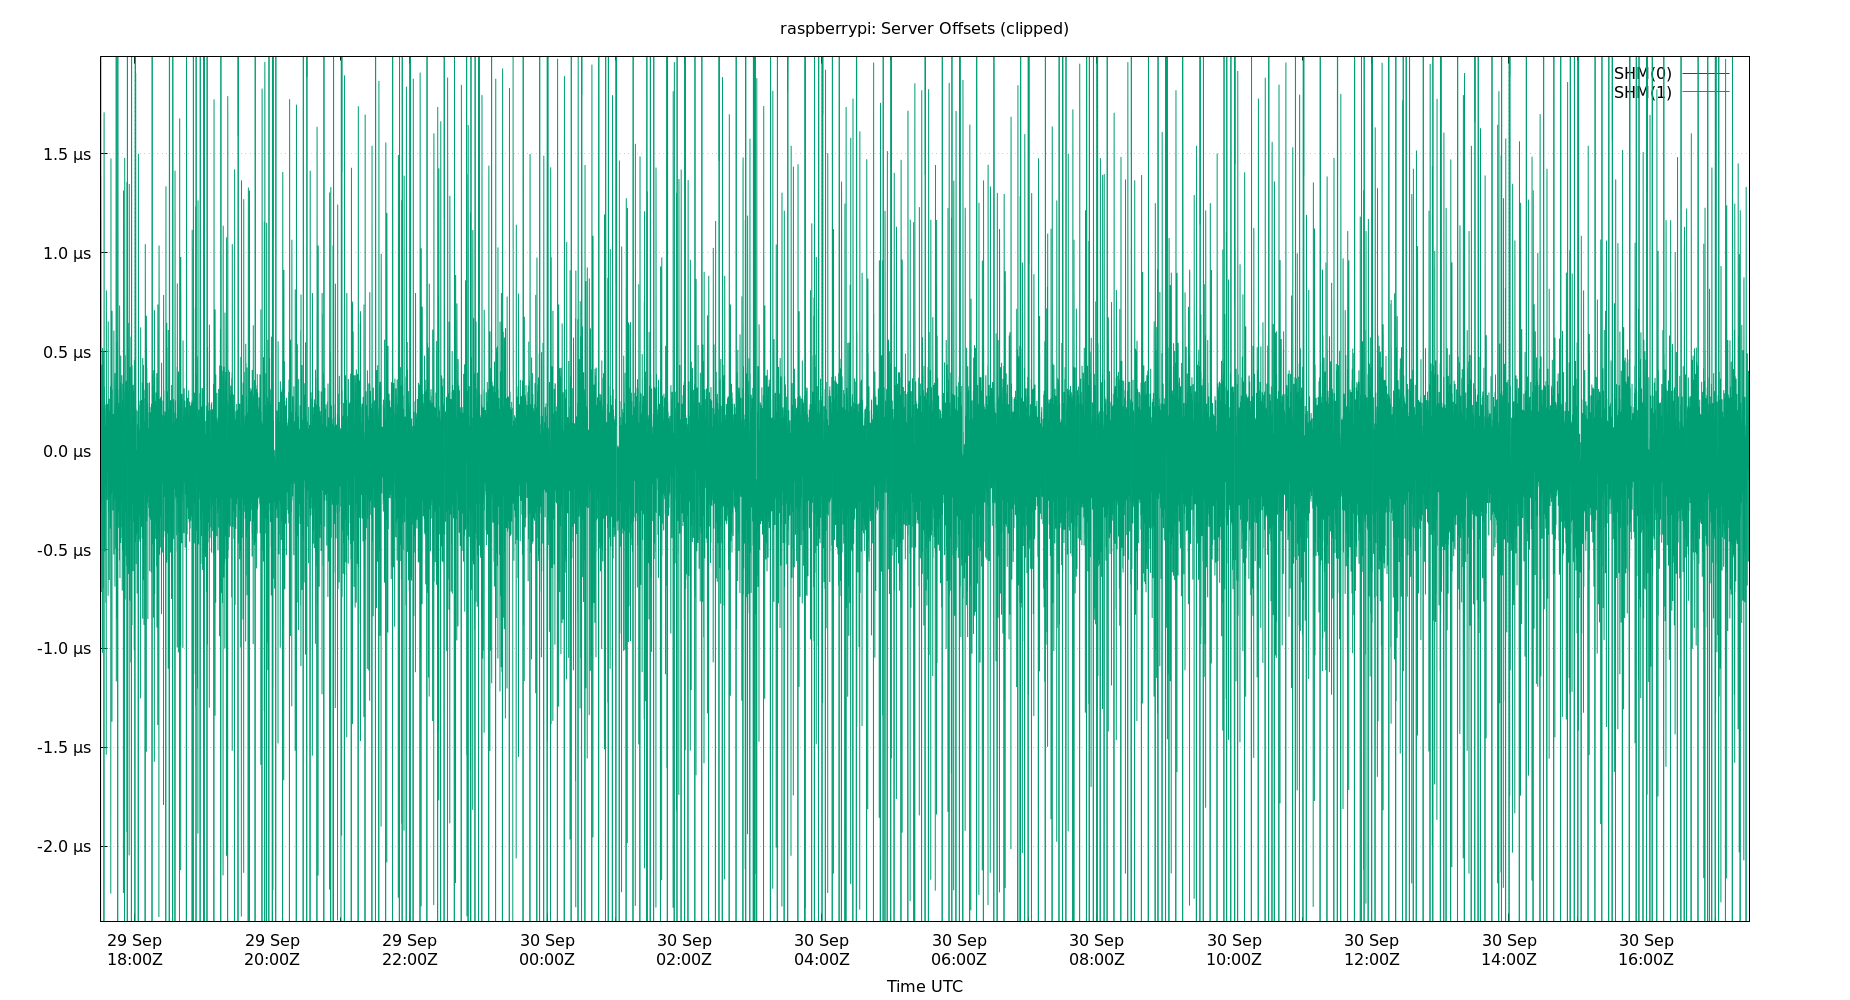 raspberrypi: Server Offsets (clipped)
SHM(0)
SHM(1)
1.5 µs
1.0 µs
0.5 µs
0.0 µs
-0.5 µs
-1.0 µs
-1.5 µs
-2.0 µs
29 Sep 29 Sep 29 Sep 30 Sep 30 Sep 30 Sep 30 Sep 30 Sep 30 Sep 30 Sep 30 Sep 30 Sep
18:00Z 20:00Z 22:00Z 00:00Z 02:00Z 04:00Z 06:00Z 08:00Z 10:00Z 12:00Z 14:00Z 16:00Z
Time UTC